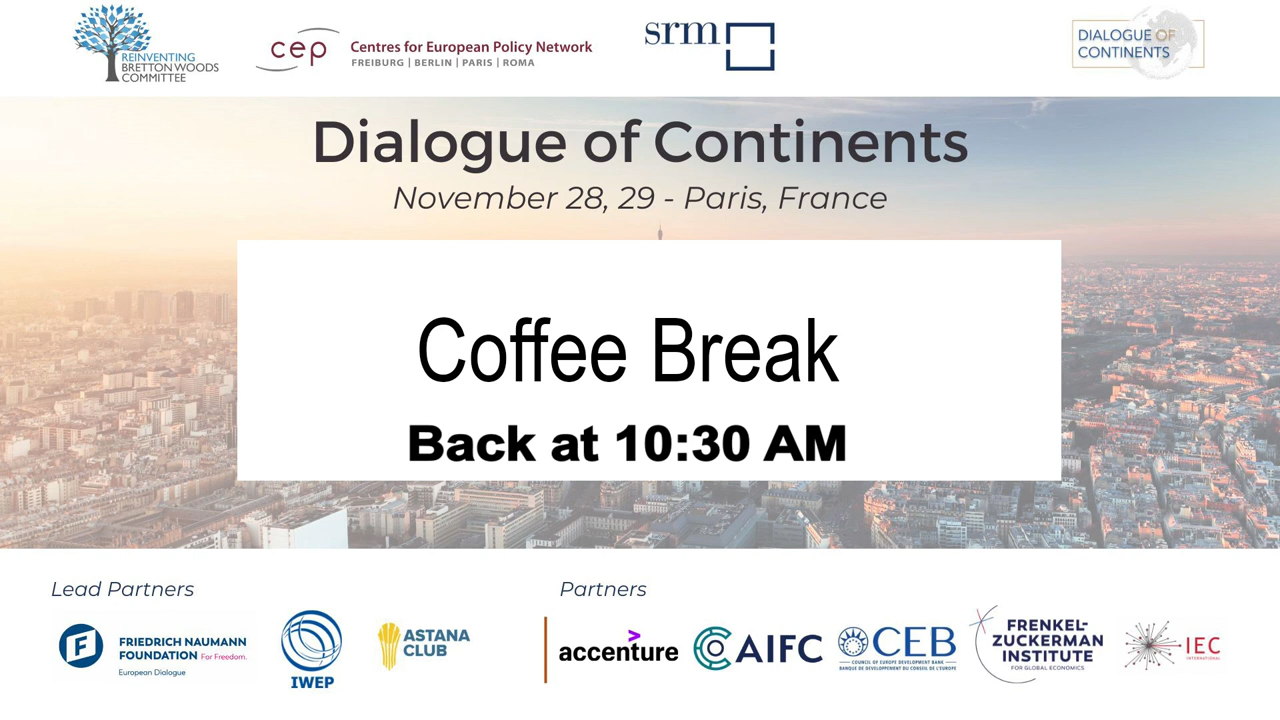 REINVENTING
BRETTON WOODS
COMMITTEE
cep
Centres for European Policy Network
FREIBURG | BERLIN | PARIS | ROMA
srm
DIALOGUE OF
CONTINENTS
Dialogue of Continents
November 28, 29 - Paris, France
Coffee Break
Back at 10:30 AM
Lead Partners
F
FRIEDRICH NAUMANN
FOUNDATION For Freedom.
European Dialogue
IWEP
ASTANA
CLUB
Partners
accenture
AIFC
CEB
COUNCIL OF EUROPE DEVELOPMENT BANK
BANQUE DE DÉVELOPPEMENT DU CONSEIL DE L'EUROPE
FRENKEL-
ZUCKERMAN
INSTITUTE
FOR GLOBAL ECONOMICS
IEC
INTERNATIONAL